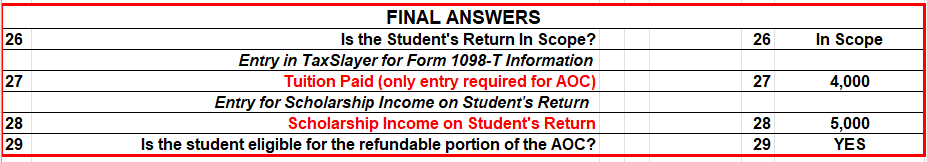 FINAL ANSWERS
26 Is the Student's Return In Scope? 26 In Scope
Entry in TaxSlayer for Form 1098-T Information
27 Tuition Paid (only entry required for AOC) 27 4,000
Entry for Scholarship Income on Student's Return
28 Scholarship Income on Student's Return 28 5,000
29 Is the student eligible for the refundable portion of the AOC? 29 YES